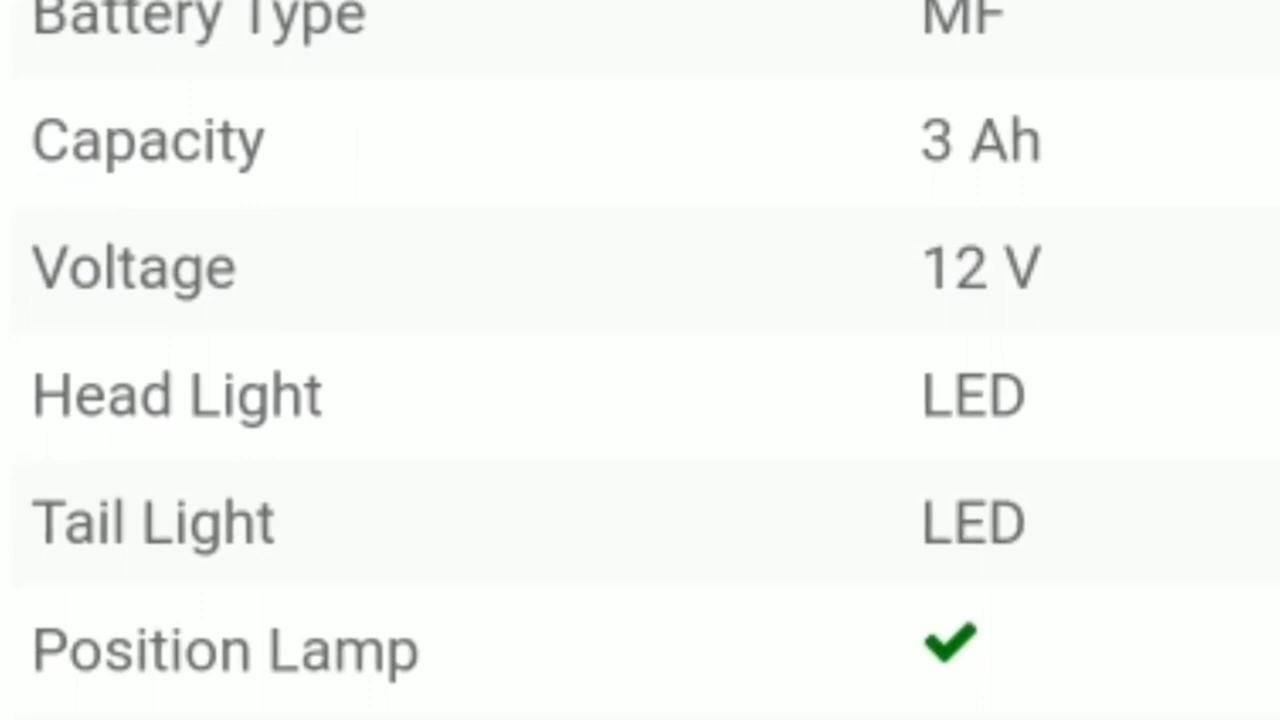 Battery Type MF
Capacity 3 Ah
Voltage 12 V
Head Light LED
Tail Light LED
Position Lamp